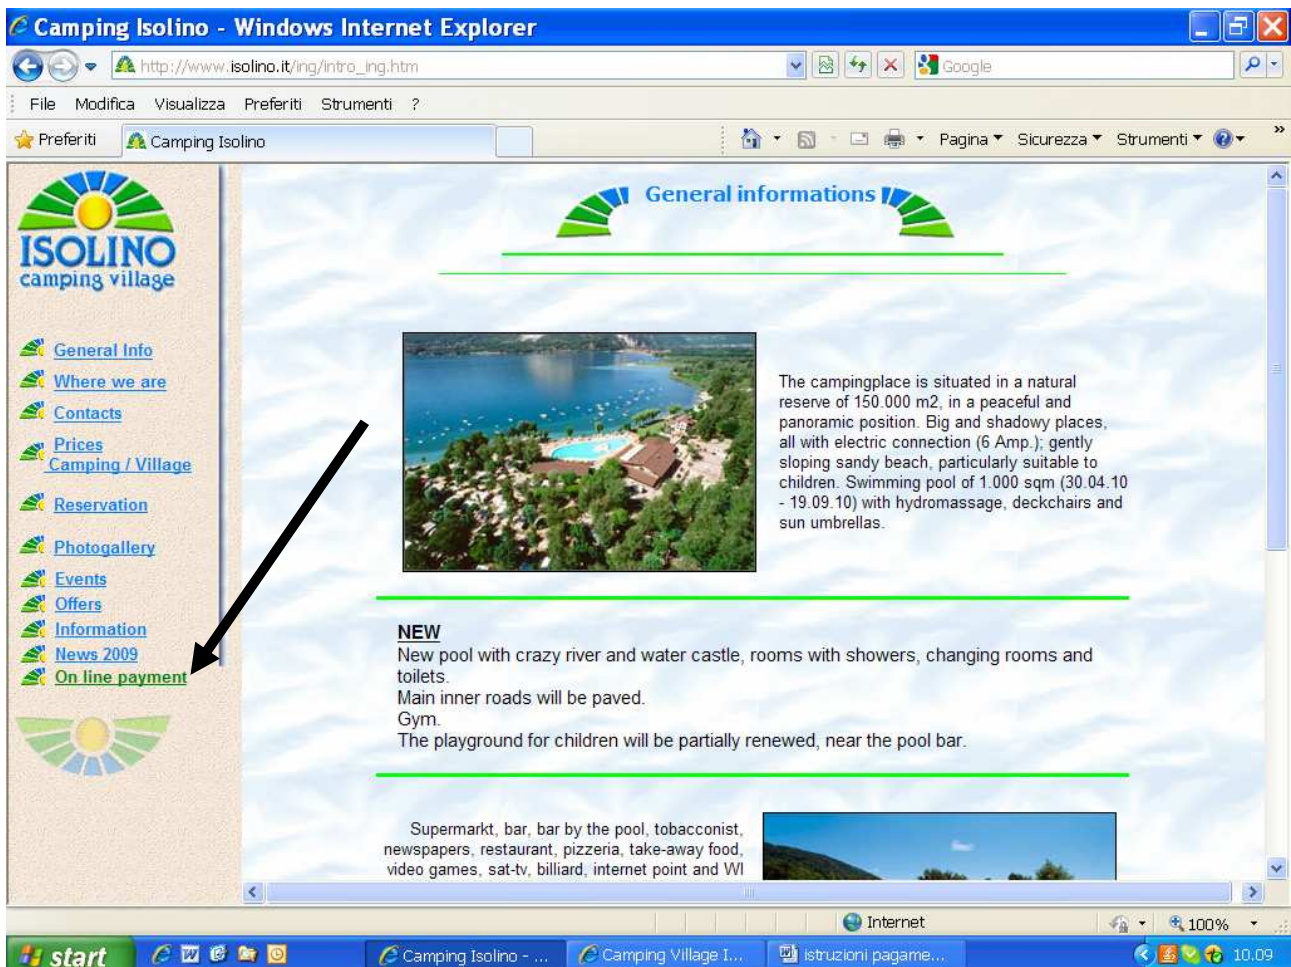 Camping Isolino - Windows Internet Explorer
http://www.isolino.it/ing/intro_ing.htm
Google
File Modifica Visualizza Preferiti Strumenti ?
Preferiti
Camping Isolino
Pagina Sicurezza Strumenti
»
ISOLINO
camping village
General Info
Where we are
Contacts
Prices
Camping / Village
Reservation
Photogallery
Events
Offers
Information
News 2009
On line payment
General informations
The campingplace is situated in a natural
reserve of 150.000 m2, in a peaceful and
panoramic position. Big and shadowy places,
all with electric connection (6 Amp.); gently
sloping sandy beach, particularly suitable to
children. Swimming pool of 1.000 sqm (30.04.10
- 19.09.10) with hydromassage, deckchairs and
sun umbrellas.
NEW
New pool with crazy river and water castle, rooms with showers, changing rooms and
toilets.
Main inner roads will be paved.
Gym.
The playground for children will be partially renewed, near the pool bar.
Supermarkt, bar, bar by the pool, tobacconist,
newspapers, restaurant, pizzeria, take-away food,
video games, sat-tv, billiard, internet point and WI
Internet
100%
start
Camping Isolino - ...
Camping Village I...
istruzioni pagame...
10.09